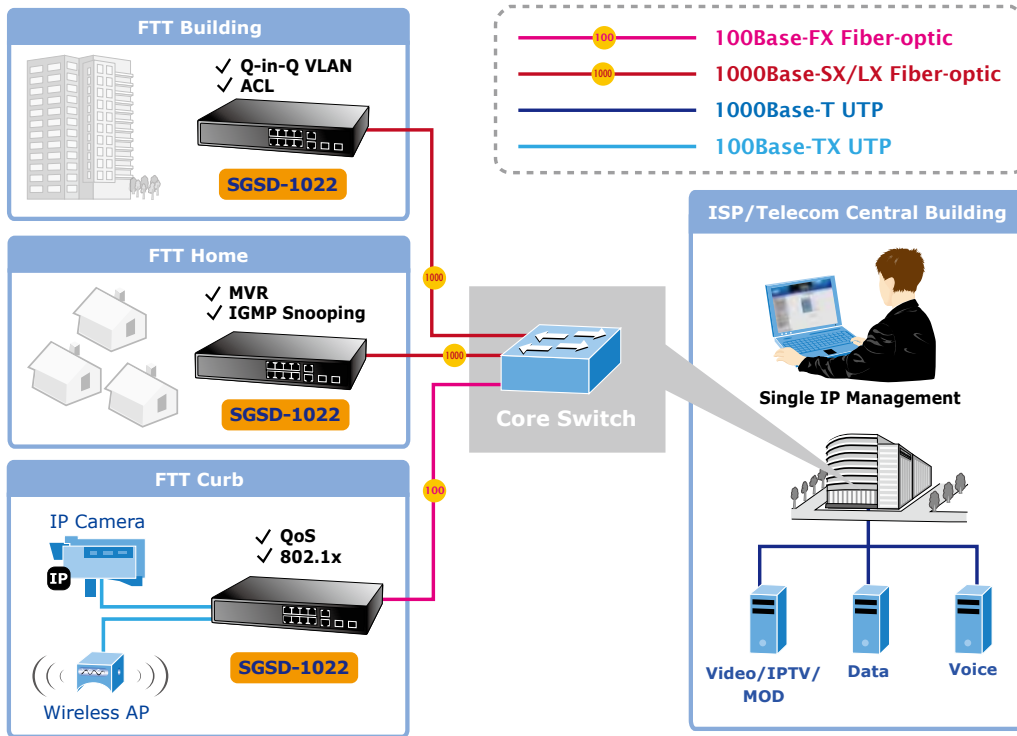 FTT Building
Q-in-Q VLAN
ACL
SGSD-1022
100
100Base-FX Fiber-optic
1000
1000Base-SX/LX Fiber-optic
1000Base-T UTP
100Base-TX UTP
FTT Home
MVR
IGMP Snooping
SGSD-1022
1000
1000
Core Switch
FTT Curb
IP Camera
IP
QoS
802.1x
100
SGSD-1022
Wireless AP
ISP/Telecom Central Building
Single IP Management
Video/IPTV/
MOD
Data
Voice